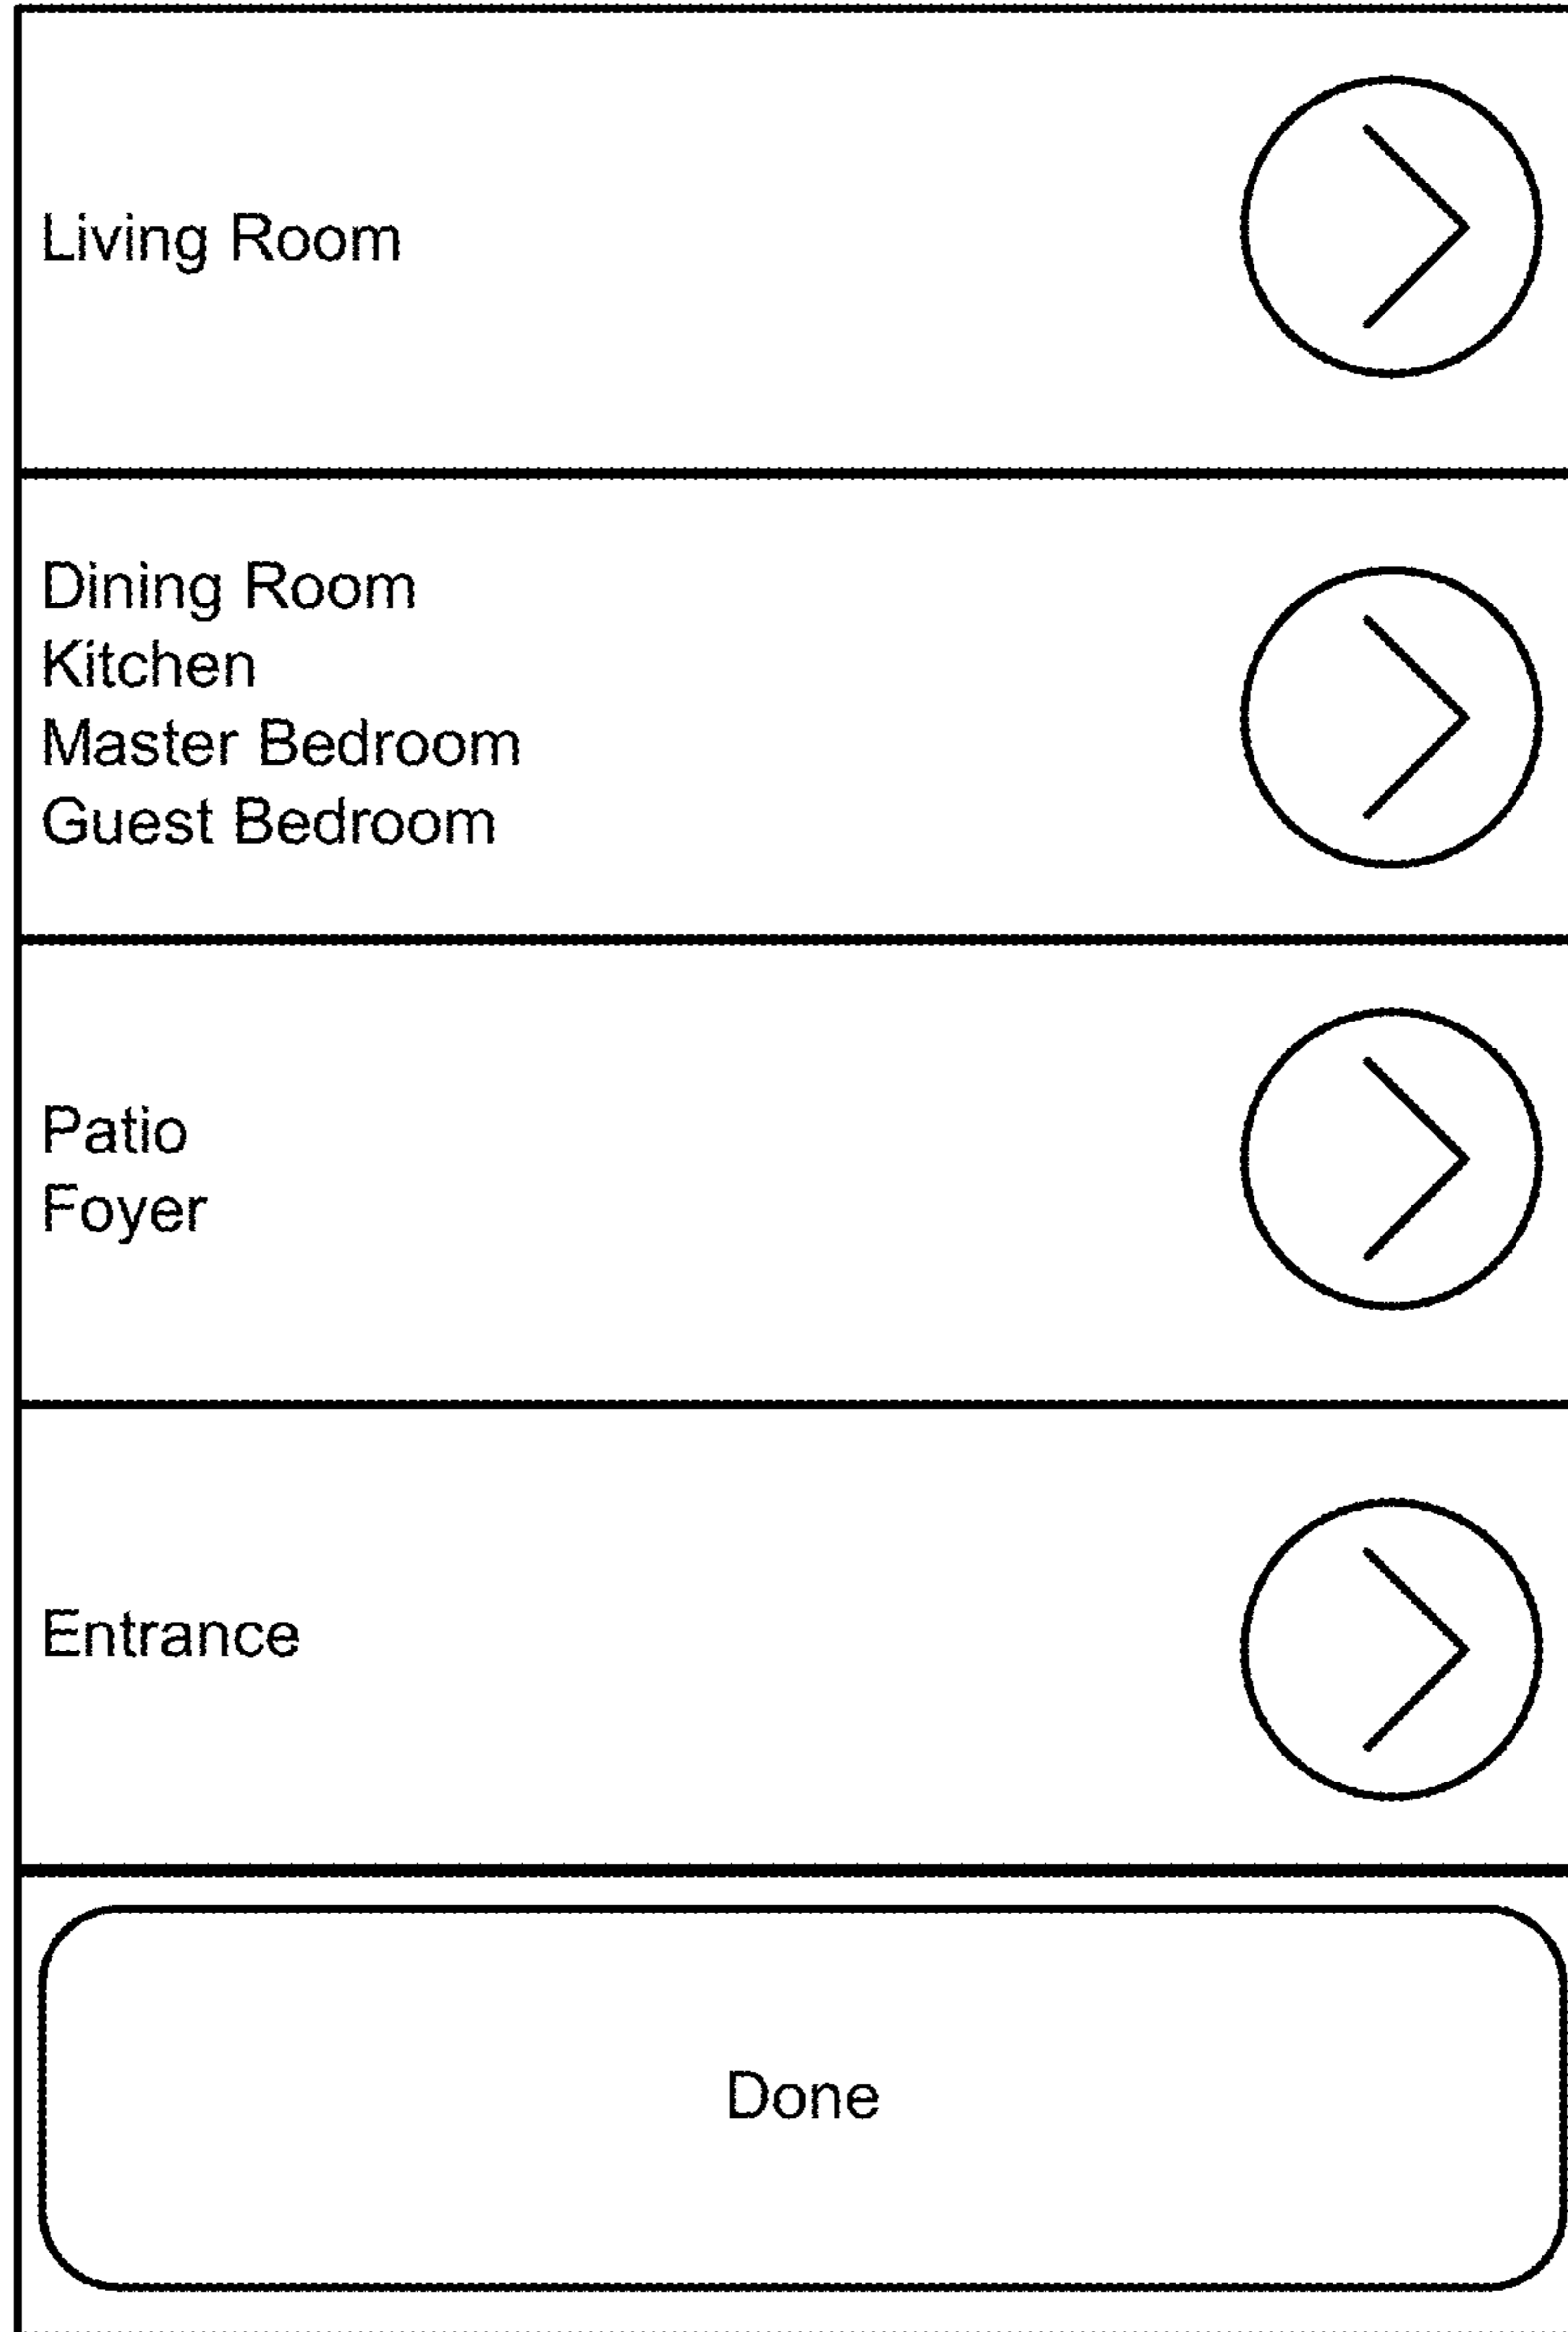 Living Room
Dining Room
Kitchen
Master Bedroom
Guest Bedroom
Patio
Foyer
Entrance
Done